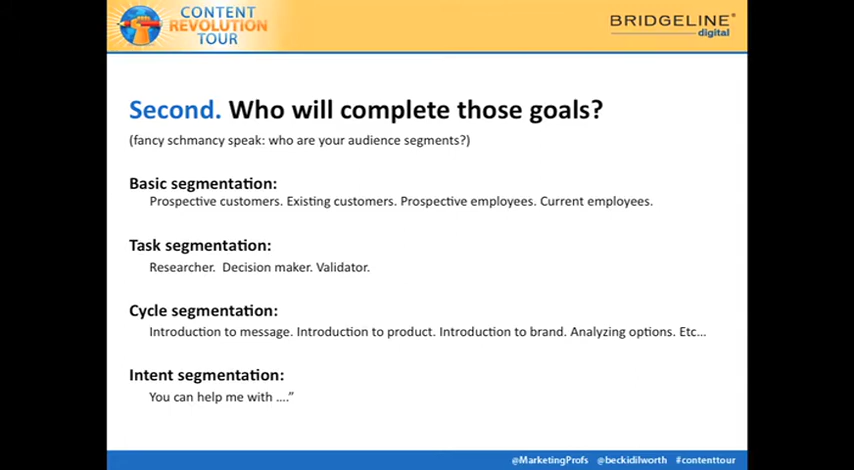 CONTENT
REVOLUTION
TOUR
BRIDGELINE®
digital
Second. Who will complete those goals?
(fancy schmancy speak: who are your audience segments?)
Basic segmentation:
Prospective customers. Existing customers. Prospective employees. Current employees.
Task segmentation:
Researcher.  Decision maker. Validator.
Cycle segmentation:
Introduction to message. Introduction to product. Introduction to brand. Analyzing options. Etc...
Intent segmentation:
You can help me with ....”
@MarketingProfs @beckidilworth #contenttour